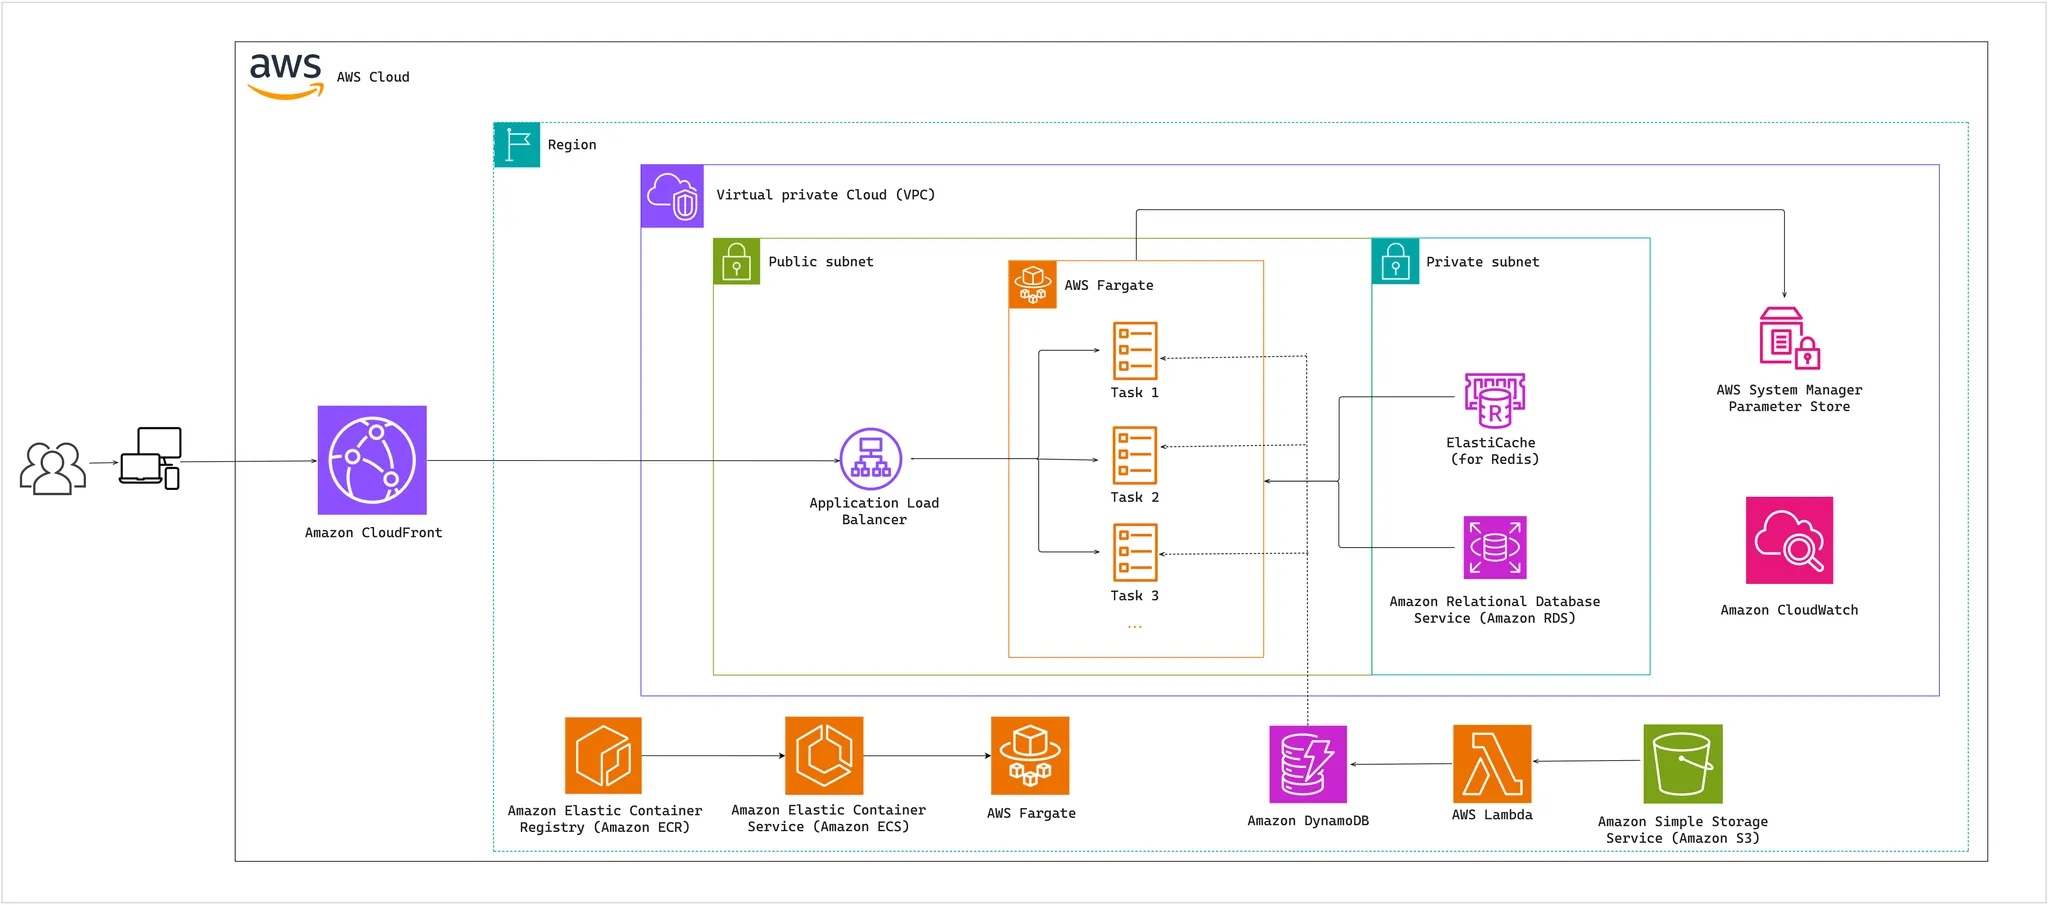 aws
AWS Cloud
Region
Virtual private Cloud (VPC)
Public subnet
Private subnet
AWS Fargate
Task 1
Task 2
Task 3
...
Application Load
Balancer
Amazon CloudFront
R
ElastiCache
(for Redis)
Amazon Relational Database
Service (Amazon RDS)
AWS System Manager
Parameter Store
Amazon CloudWatch
Amazon Elastic Container
Registry (Amazon ECR)
Amazon Elastic Container
Service (Amazon ECS)
AWS Fargate
Amazon DynamoDB
AWS Lambda
Amazon Simple Storage
Service (Amazon S3)